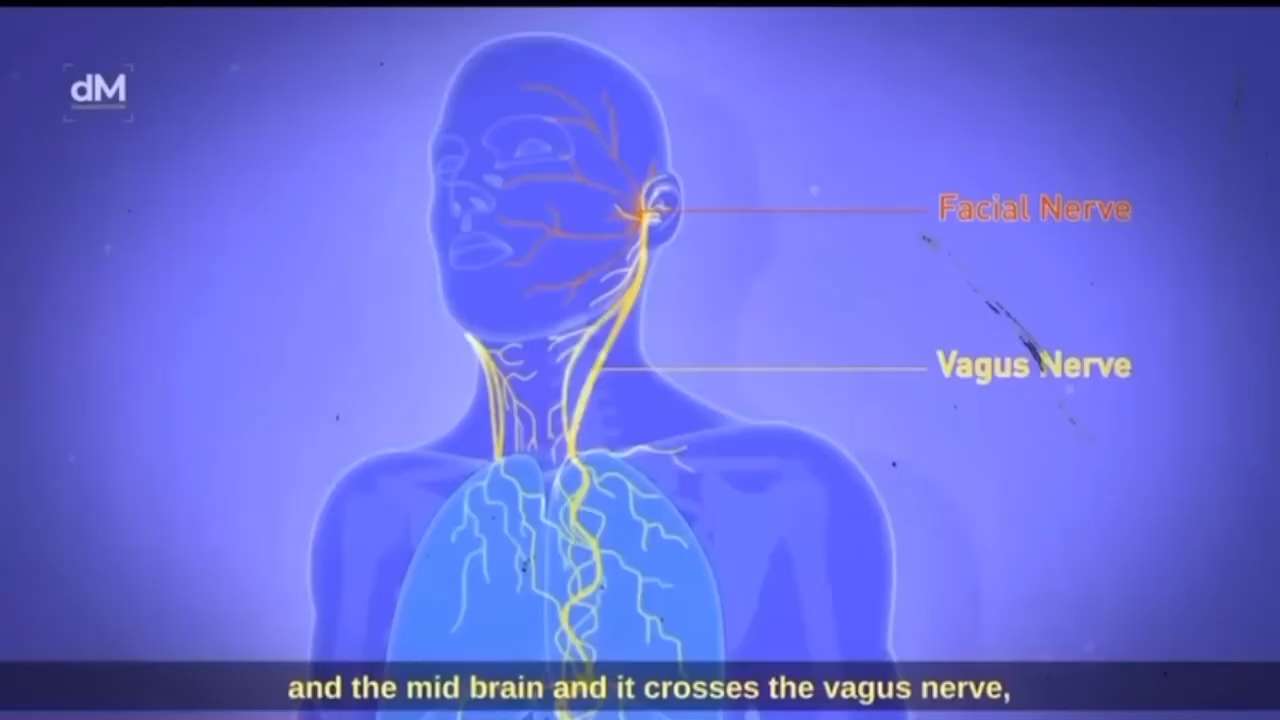 dM
Facial Nerve
Vagus Nerve
and the mid brain and it crosses the vagus nerve,